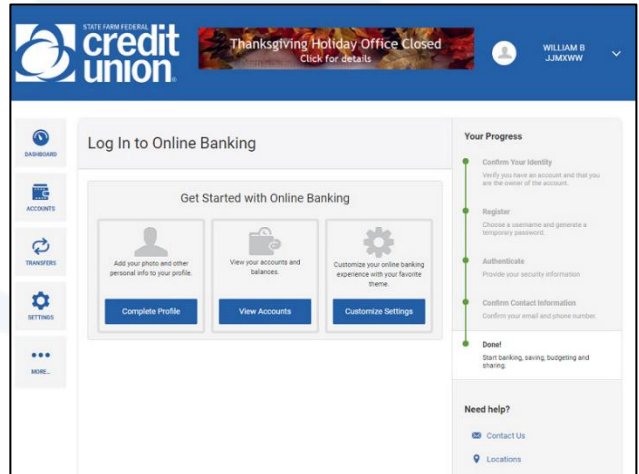 STATE FARM FEDERAL
credit
union
Thanksgiving Holiday Office Closed
Click for details
WILLIAM B
JJMXWW
DASHBOARD
ACCOUNTS
TRANSFERS
SETTINGS
MORE...
Log In to Online Banking
Get Started with Online Banking
Add your photo and other
personal info to your profile.
Complete Profile
View your accounts and
balances.
View Accounts
Customize your online banking
experience with your favorite
theme.
Customize Settings
Your Progress
Confirm Your Identity
Verify you have an account and that you
are the owner of the account.
Register
Choose a username and generate a
temporary password.
Authenticate
Provide your security information
Confirm Contact Information
Confirm your email and phone number.
Done!
Start banking, saving, budgeting and
sharing.
Need help?
Contact Us
Locations